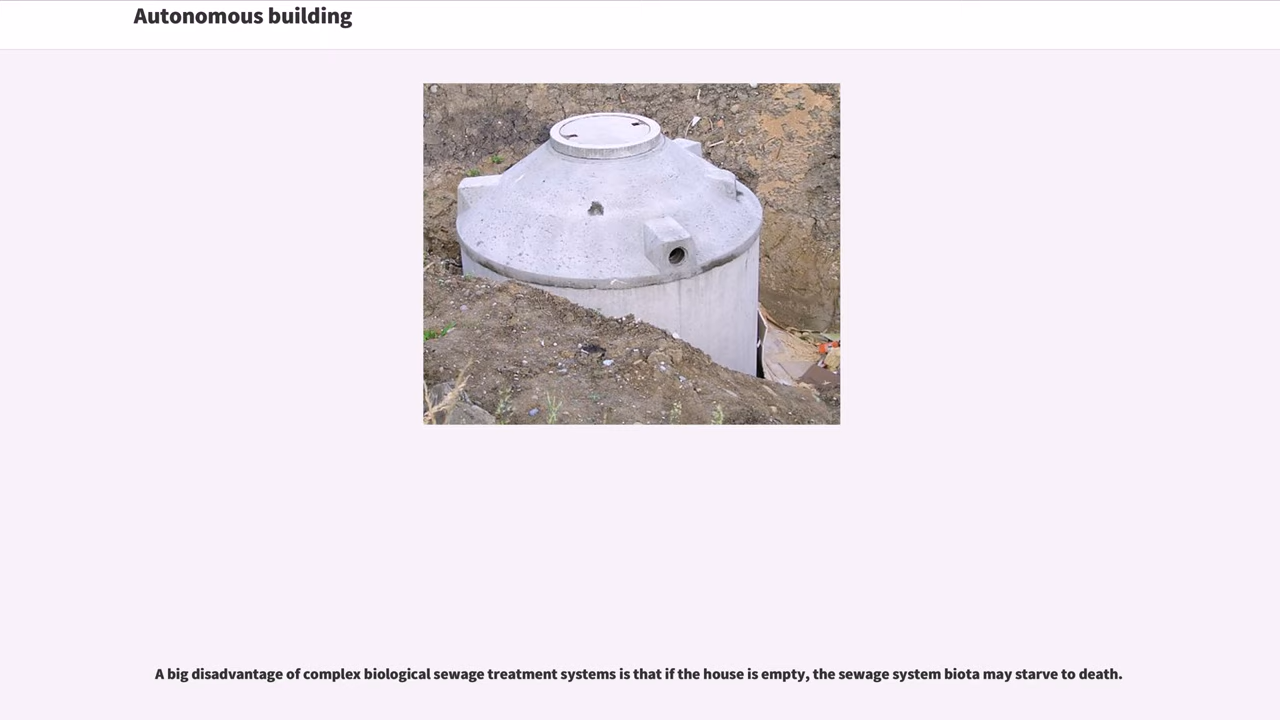 Autonomous building
A big disadvantage of complex biological sewage treatment systems is that if the house is empty, the sewage system biota may starve to death.